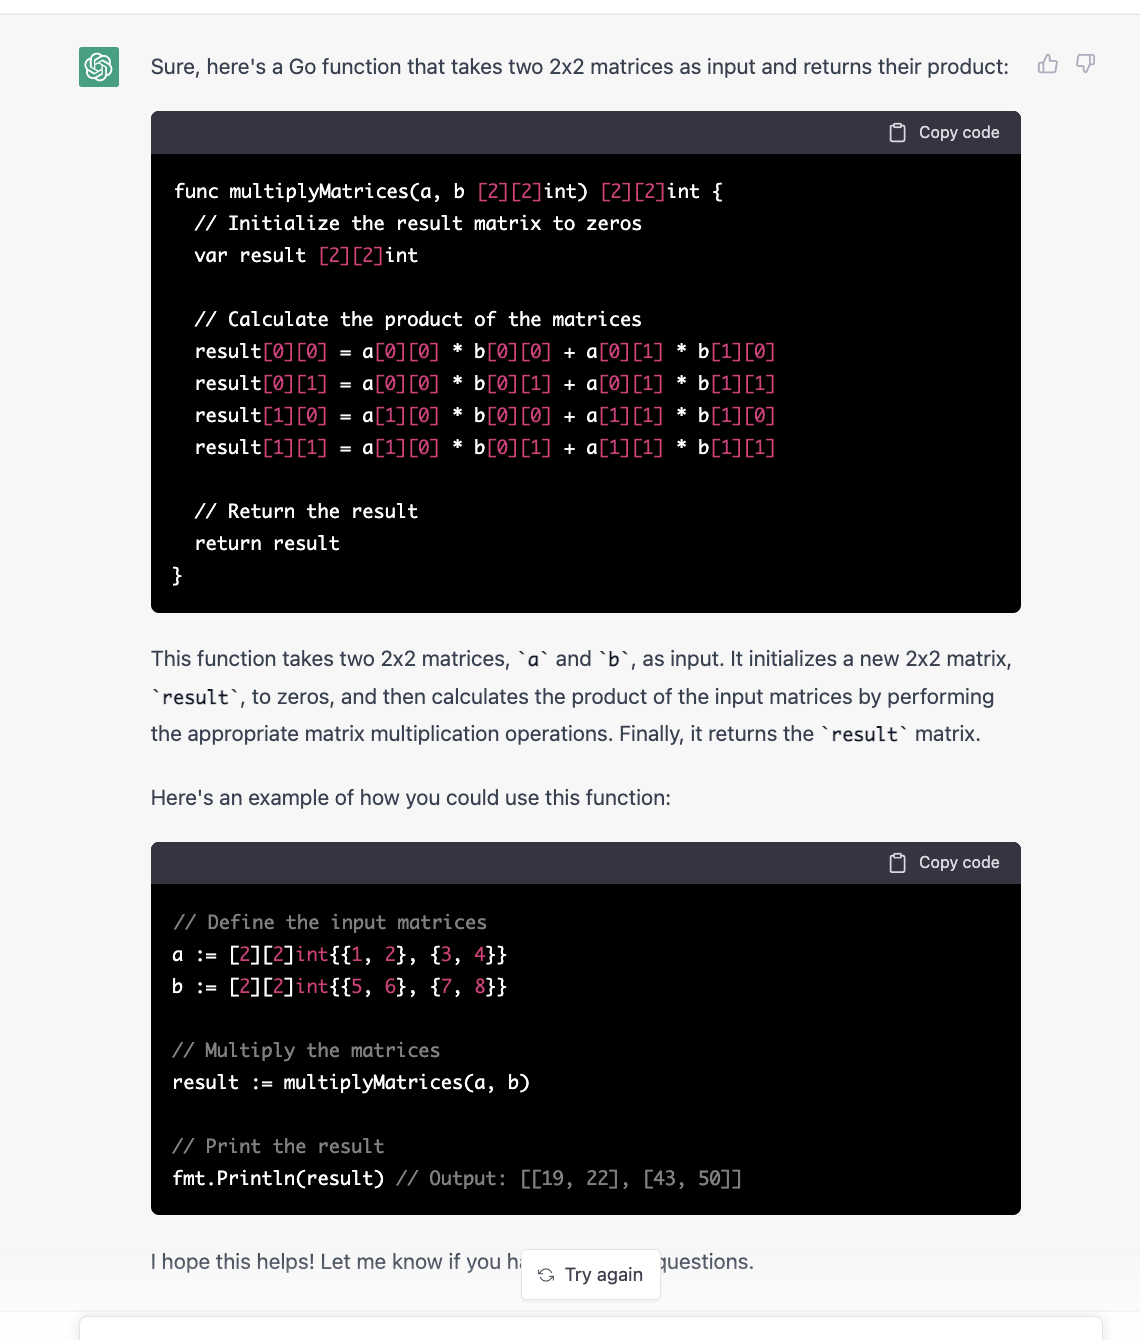 Sure, here's a Go function that takes two 2x2 matrices as input and returns their product:
Copy code
func multiplyMatrices(a, b [2][2]int) [2][2]int {
  // Initialize the result matrix to zeros
  var result [2][2]int
  // Calculate the product of the matrices
  result[0][0] = a[0][0] * b[0][0] + a[0][1] * b[1][0]
  result[0][1] = a[0][0] * b[0][1] + a[0][1] * b[1][1]
  result[1][0] = a[1][0] * b[0][0] + a[1][1] * b[1][0]
  result[1][1] = a[1][0] * b[0][1] + a[1][1] * b[1][1]
  // Return the result
  return result
}
This function takes two 2x2 matrices, `a` and `b`, as input. It initializes a new 2x2 matrix,
`result`, to zeros, and then calculates the product of the input matrices by performing
the appropriate matrix multiplication operations. Finally, it returns the `result` matrix.
Here's an example of how you could use this function:
Copy code
// Define the input matrices
a := [2][2]int{{1, 2}, {3, 4}}
b := [2][2]int{{5, 6}, {7, 8}}
// Multiply the matrices
result := multiplyMatrices(a, b)
// Print the result
fmt.Println(result) // Output: [[19, 22], [43, 50]]
I hope this helps! Let me know if you questions.
Try again